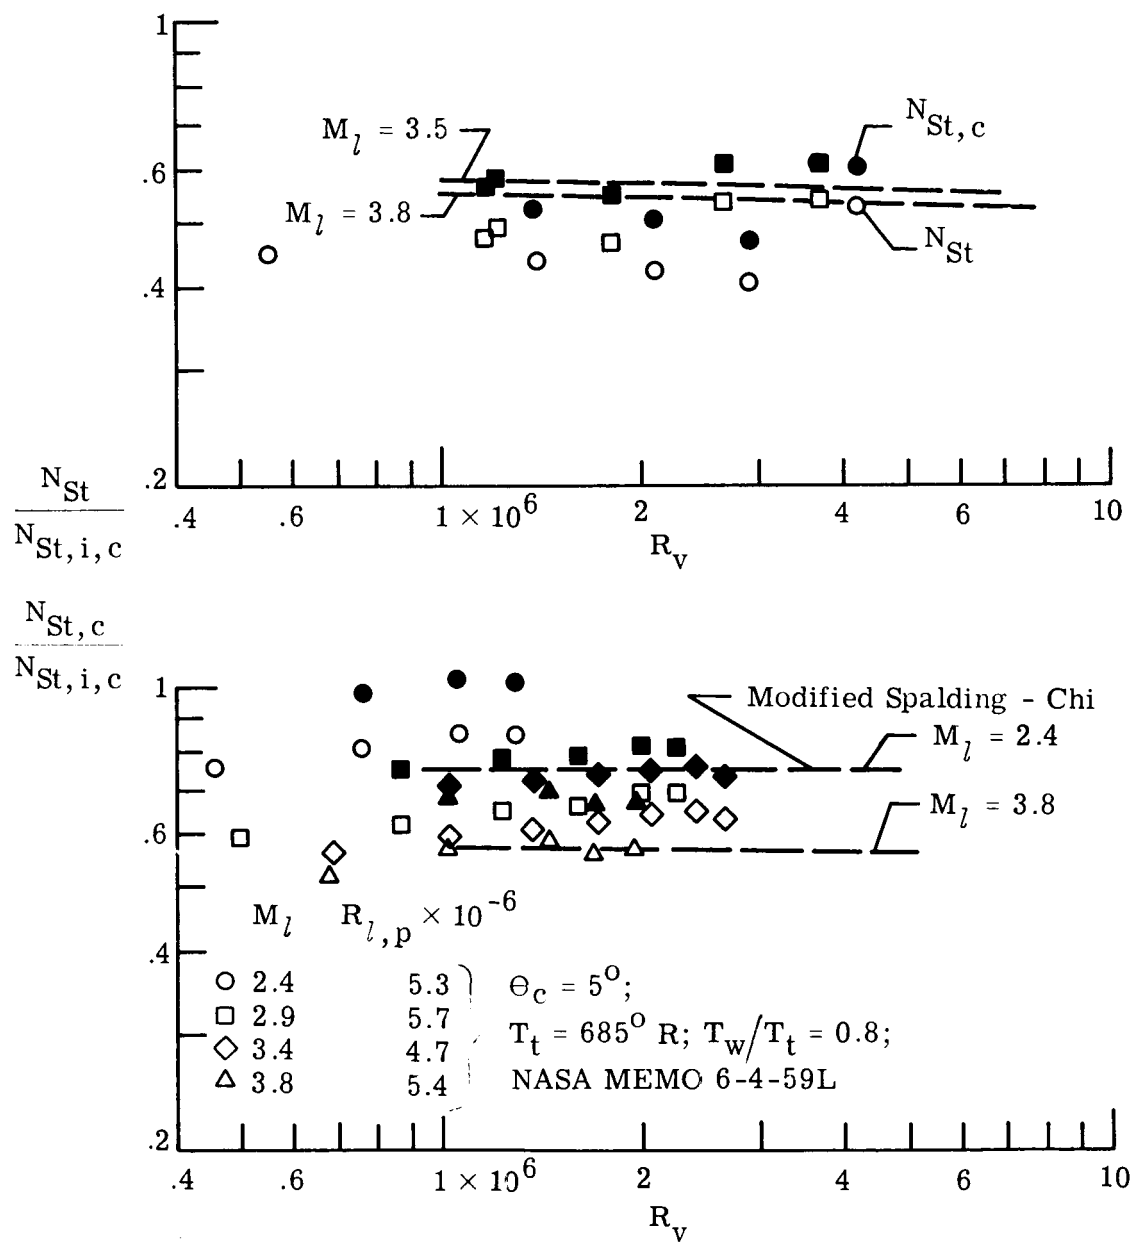 1
M_l = 3.5
N_St,c
.6
M_l = 3.8
N_St
.4
.2
N_St
N_St,i,c
.4 .6 1 × 10^6 2 4 6 10
R_v
N_St,c
N_St,i,c
1
Modified Spalding - Chi
M_l = 2.4
M_l = 3.8
.6
M_l R_l,p × 10^-6
.4
○ 2.4 5.3 Θ_c = 5°;
□ 2.9 5.7
T_t = 685° R; T_w/T_t = 0.8;
◇ 3.4 4.7
△ 3.8 5.4 NASA MEMO 6-4-59L
.2
.4 .6 1 × 10^6 2 4 6 10
R_v